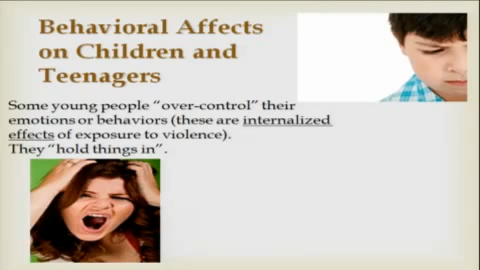 Behavioral Affects
on Children and
Teenagers
Some young people “over-control” their
emotions or behaviors (these are internalized
effects of exposure to violence).
They “hold things in”.